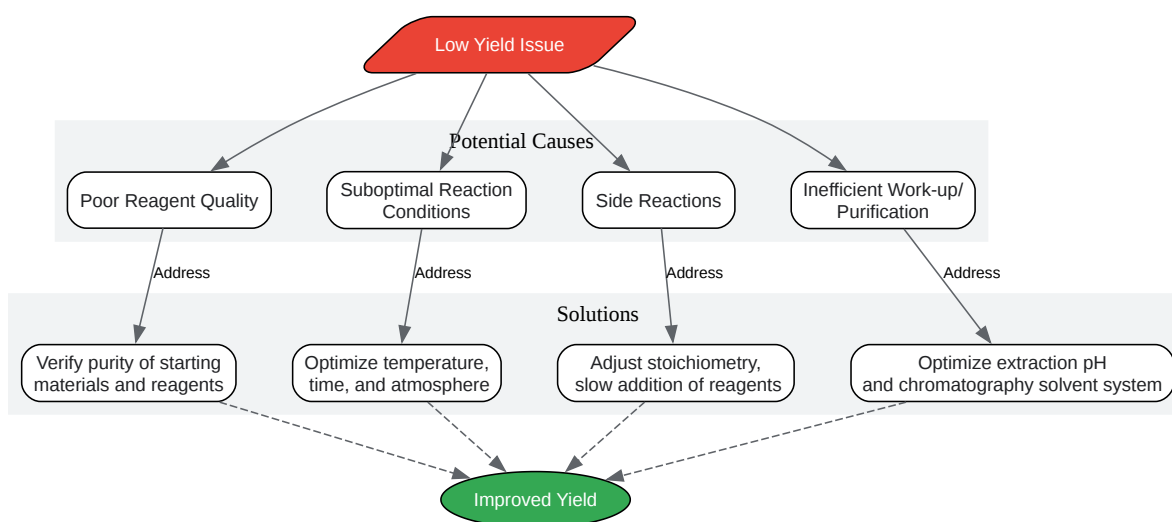 Low Yield Issue
Potential Causes
Poor Reagent Quality
Suboptimal Reaction
Conditions
Side Reactions
Inefficient Work-up/
Purification
Address
Address
Address
Address
Solutions
Verify purity of starting
materials and reagents
Optimize temperature,
time, and atmosphere
Adjust stoichiometry,
slow addition of reagents
Optimize extraction pH
and chromatography solvent system
Improved Yield